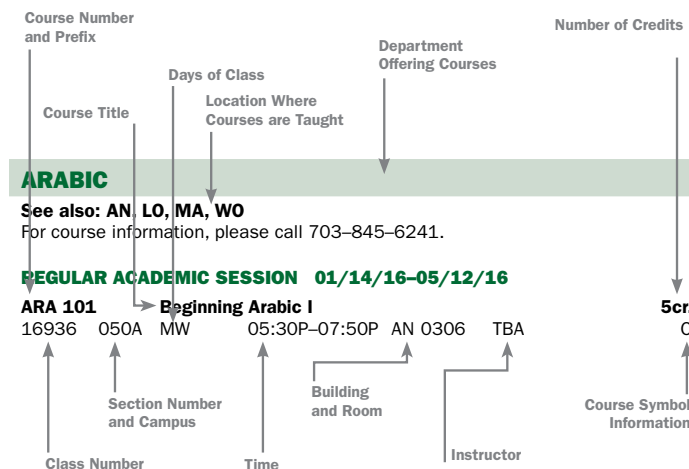 Course Number
and Prefix
Number of Credits
Department
Offering Courses
Days of Class
Location Where
Courses are Taught
Course Title
ARABIC
See also: AN, LO, MA, WO
For course information, please call 703–845–6241.
REGULAR ACADEMIC SESSION 01/14/16–05/12/16
ARA 101 Beginning Arabic I 5cr.
16936 050A MW 05:30P–07:50P AN 0306 TBA
Building
and Room
Section Number
and Campus
Course Symbol
Information
Instructor
Class Number
Time